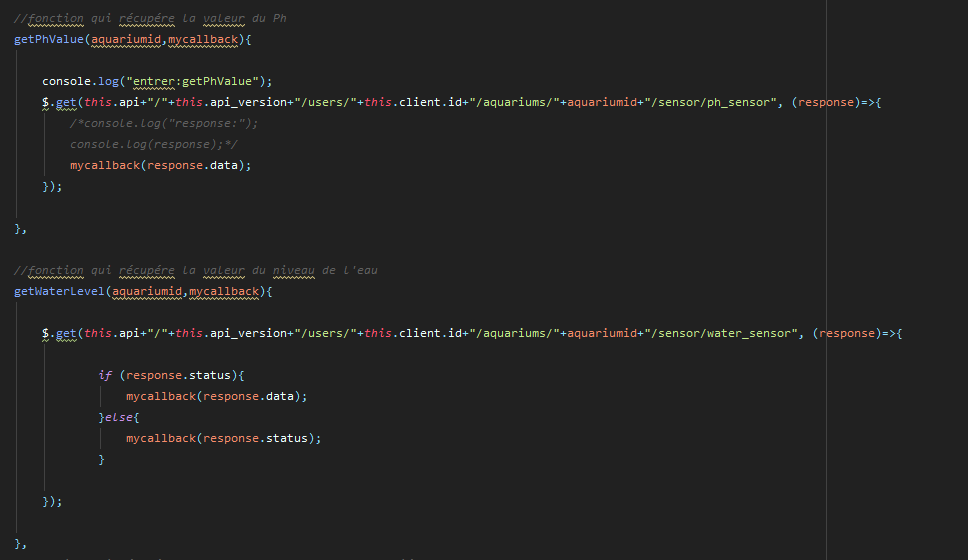 //fonction qui récupére la valeur du Ph
getPhValue(aquariumid,mycallback){
console.log("entrer:getPhValue");
$.get(this.api+"/"+this.api_version+"/users/"+this.client.id+"/aquariums/"+aquariumid+"/sensor/ph_sensor", (response)=>{
/*console.log("response:");
console.log(response);*/
mycallback(response.data);
});
},
//fonction qui récupére la valeur du niveau de l'eau
getWaterLevel(aquariumid,mycallback){
$.get(this.api+"/"+this.api_version+"/users/"+this.client.id+"/aquariums/"+aquariumid+"/sensor/water_sensor", (response)=>{
if (response.status){
mycallback(response.data);
}else{
mycallback(response.status);
}
});
},